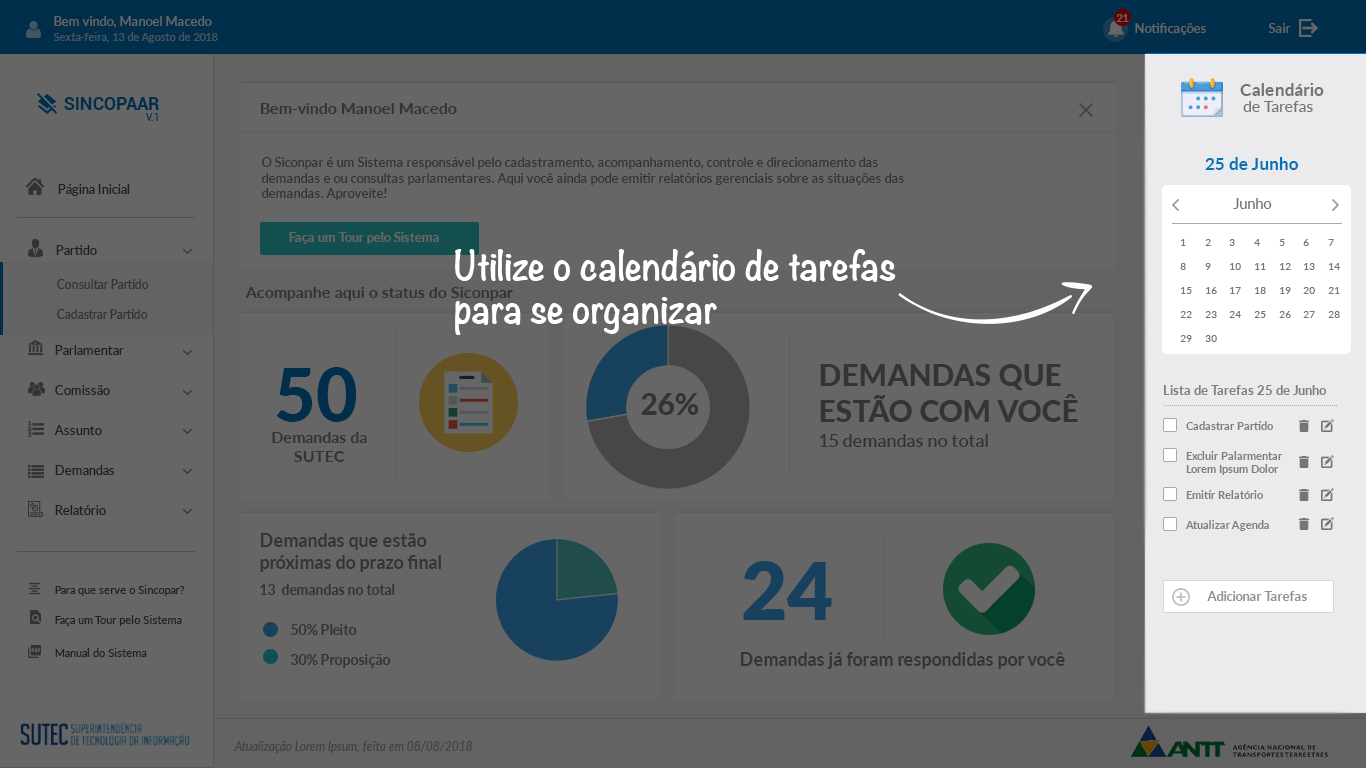 Bem vindo, Manoel Macedo
Sexta-feira, 13 de Agosto de 2018
21
Notificações
Sair
SINCOPAAR
V.1
Página Inicial
Partido
Consultar Partido
Cadastrar Partido
Parlamentar
Comissão
Assunto
Demandas
Relatório
Para que serve o Sincopar?
Faça um Tour pelo Sistema
Manual do Sistema
SUTEC SUPERINTENDÊNCIA
DE TECNOLOGIA DA INFORMAÇÃO
Bem-vindo Manoel Macedo
O Siconpar é um Sistema responsável pelo cadastramento, acompanhamento, controle e direcionamento das
demandas e ou consultas parlamentares. Aqui você ainda pode emitir relatórios gerenciais sobre as situações das
demandas. Aproveite!
Faça um Tour pelo Sistema
Utilize o calendário de tarefas
para se organizar
Acompanhe aqui o status do Siconpar
50
Demandas da
SUTEC
26%
DEMANDAS QUE
ESTÃO COM VOCÊ
15 demandas no total
Demandas que estão
próximas do prazo final
13 demandas no total
50% Pleito
30% Proposição
24
Demandas já foram respondidas por você
Calendário
de Tarefas
25 de Junho
Junho
1 2 3 4 5 6 7
8 9 10 11 12 13 14
15 16 17 18 19 20 21
22 23 24 25 26 27 28
29 30
Lista de Tarefas 25 de Junho
Cadastrar Partido
Excluir Palarmentar
Lorem Ipsum Dolor
Emitir Relatório
Atualizar Agenda
Adicionar Tarefas
Atualização Lorem Ipsum, feita em 08/08/2018
ANTT AGÊNCIA NACIONAL DE
TRANSPORTES TERRESTRES